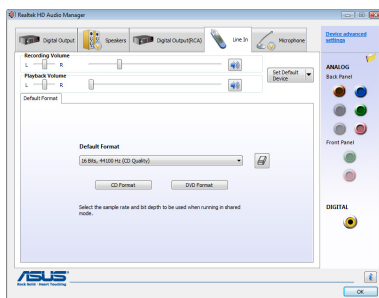 Realtek HD Audio Manager
Digital Output
Speakers
Digital Output(RCA)
Line In
Microphone
Device advanced settings
Recording Volume
L R
Playback Volume
L R
Set Default Device
Default Format
ANALOG
Back Panel
Default Format
16 Bits, 44100 Hz (CD Quality)
CD Format
DVD Format
Select the sample rate and bit depth to be used when running in shared
mode.
Front Panel
DIGITAL
ASUS
Rock Solid · Heart Touching
i
OK